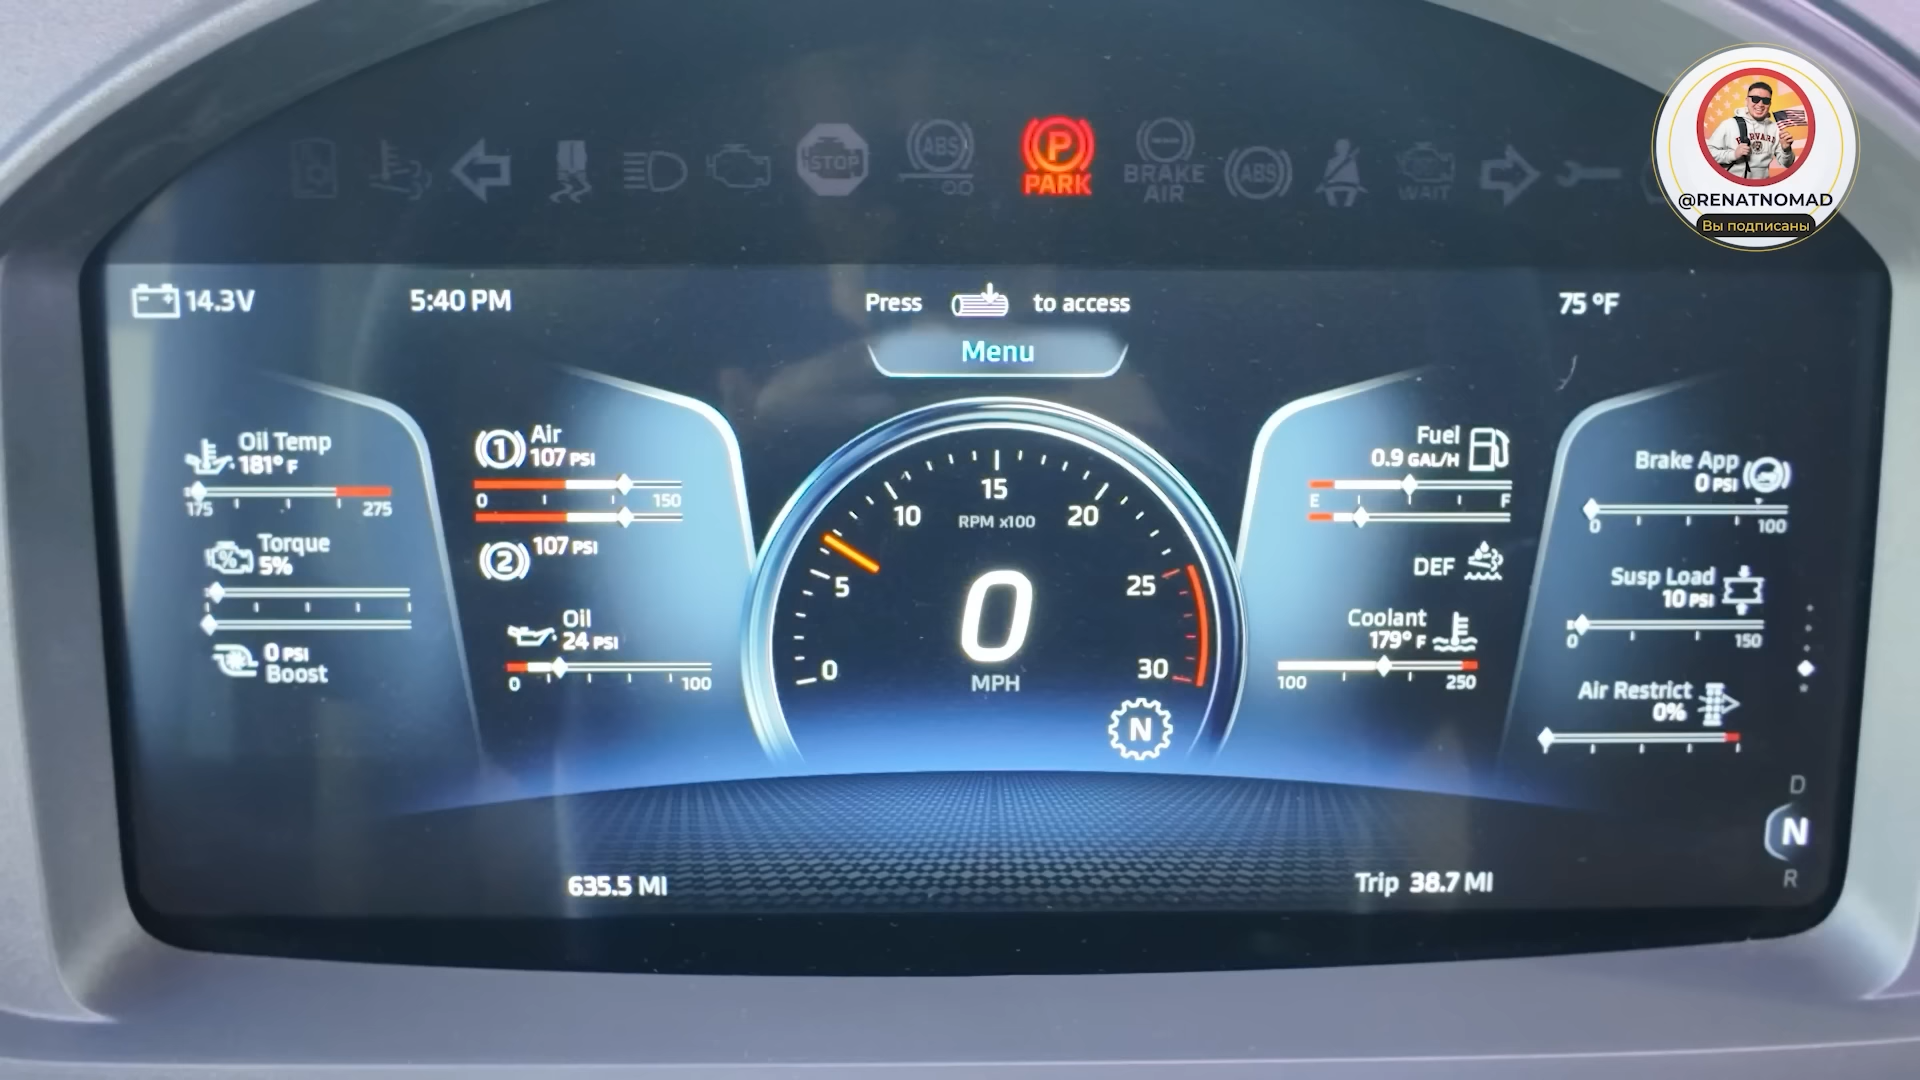 STOP
ABS
P
PARK
BRAKE
AIR
ABS
WAIT
@RENATNOMAD
Вы подписаны
14.3V
5:40 PM
Press to access
Menu
75 °F
Oil Temp
181° F
175 275
Torque
5%
0 PSI
Boost
1 Air
107 PSI
0 150
2 107 PSI
Oil
24 PSI
0 100
0 5 10 15 20 25 30
RPM x100
0
MPH
N
Fuel
0.9 GAL/H
E F
DEF
Coolant
179° F
100 250
Brake App
0 PSI
0 100
Susp Load
10 PSI
0 150
Air Restrict
0%
D
N
R
635.5 MI
Trip 38.7 MI